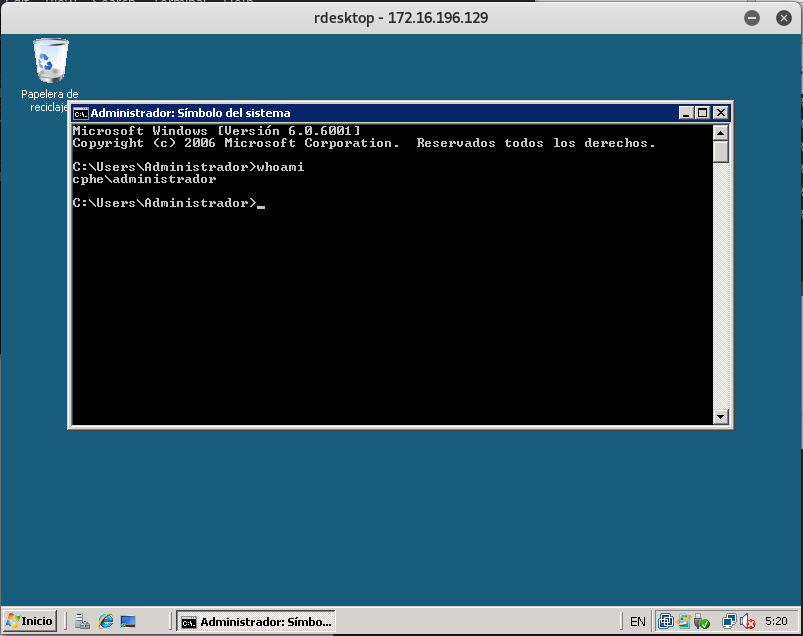 rdesktop - 172.16.196.129
Papelera de
reciclaje
Administrador: Símbolo del sistema
Microsoft Windows [Versión 6.0.6001]
Copyright (c) 2006 Microsoft Corporation.  Reservados todos los derechos.
C:\Users\Administrador>whoami
cphe\administrador
C:\Users\Administrador>_
Inicio
Administrador: Símbo...
EN
5:20